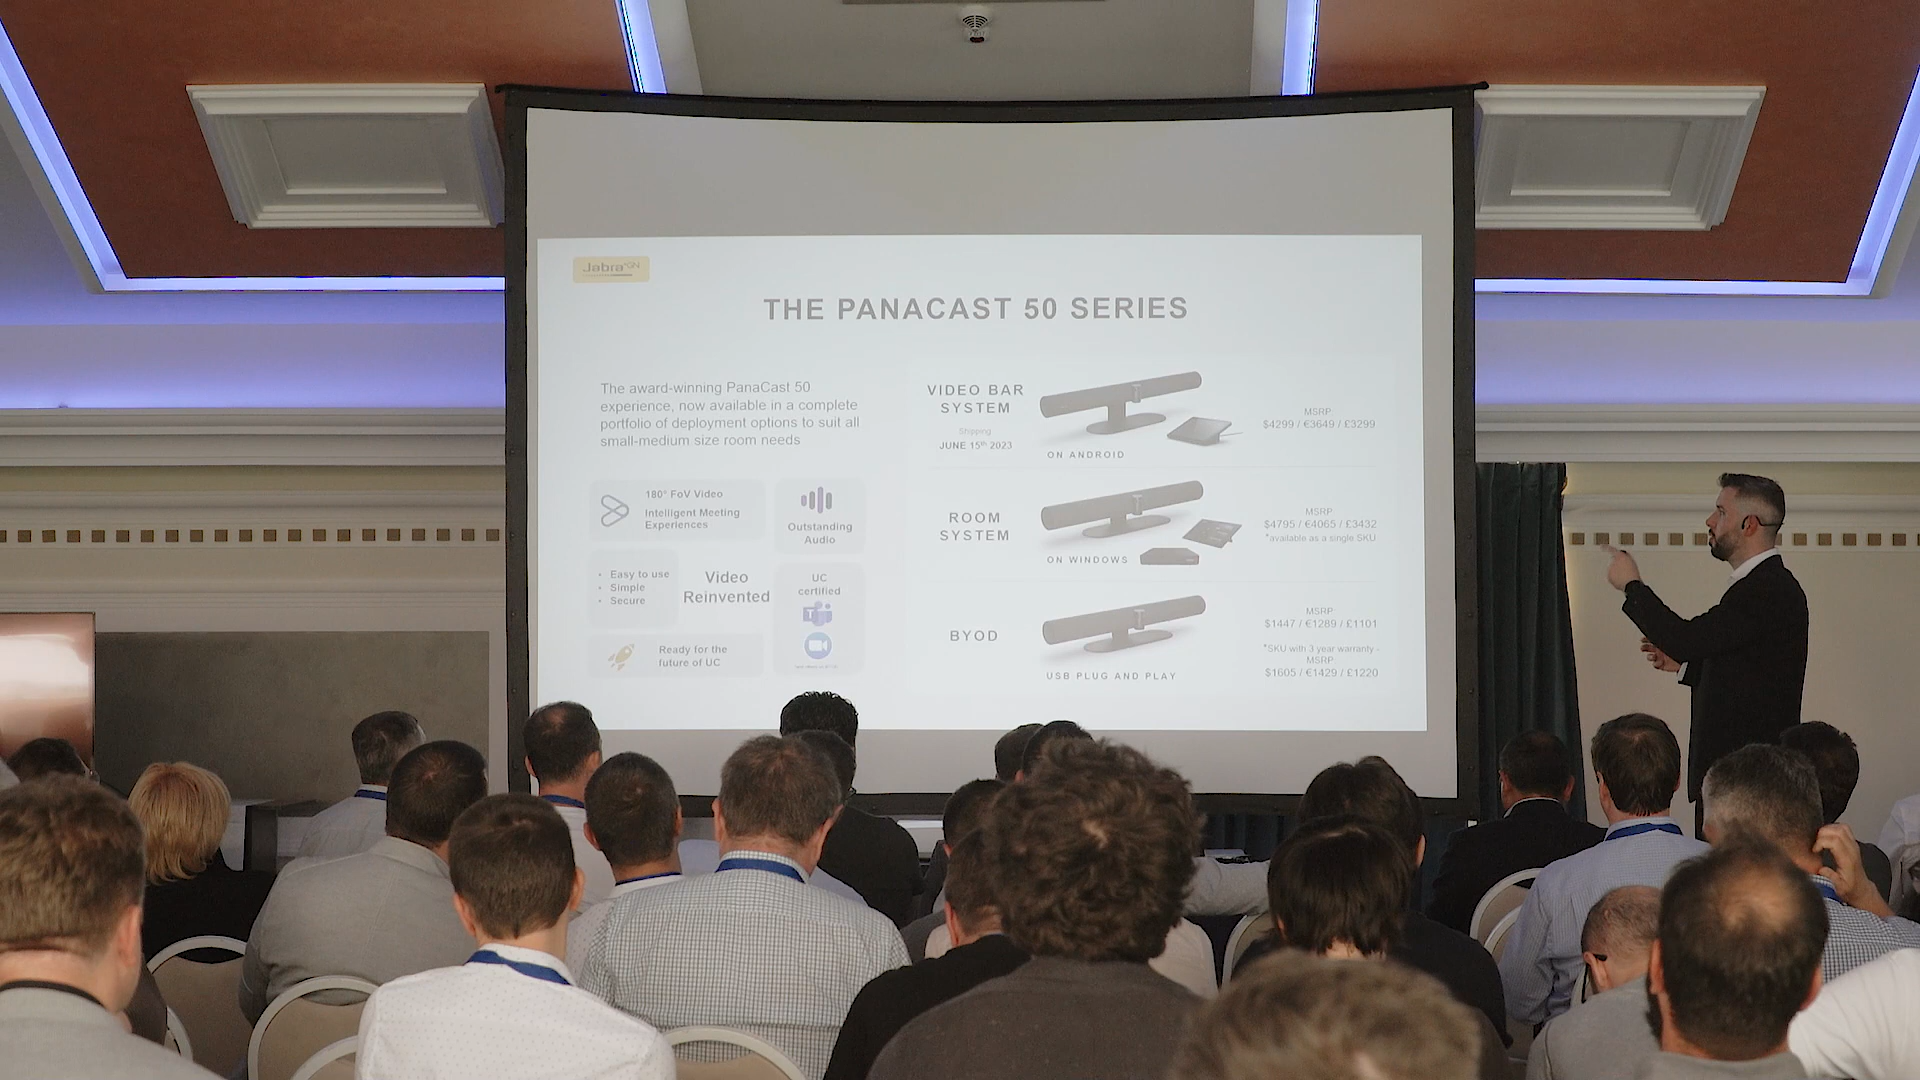 Jabra GN
THE PANACAST 50 SERIES
The award-winning PanaCast 50
experience, now available in a complete
portfolio of deployment options to suit all
small-medium size room needs
180° FoV Video
Intelligent Meeting
Experiences
Outstanding
Audio
• Easy to use
• Simple
• Secure
Video
Reinvented
UC
certified
T
Ready for the
future of UC
VIDEO BAR
SYSTEM
Shipping
JUNE 15th 2023
ON ANDROID
MSRP
$4299 / €3649 / £3299
ROOM
SYSTEM
ON WINDOWS
MSRP
$4795 / €4065 / £3432
*available as a single SKU
BYOD
USB PLUG AND PLAY
MSRP
$1447 / €1289 / £1101
*SKU with 3 year warranty -
MSRP
$1605 / €1429 / £1220